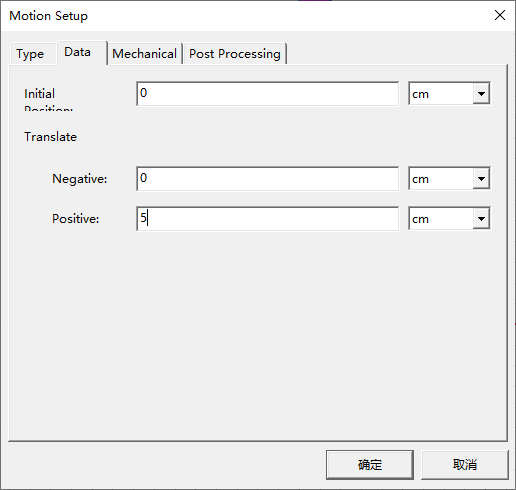 Motion Setup
Type Data Mechanical Post Processing
Initial 0 cm
Position:
Translate
Negative: 0 cm
Positive: 5 cm
确定 取消